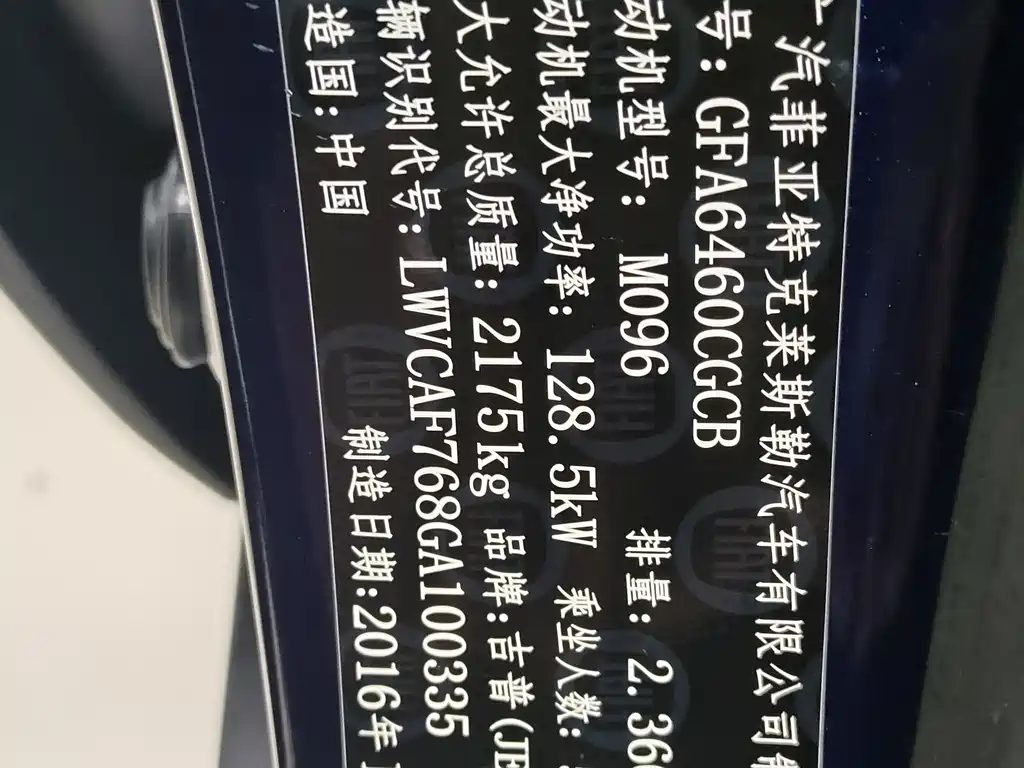 汽菲亚特克莱斯勒汽车有限公司
号: GFA6460CGCB
动机型号: M096 排量: 2.36
动机最大净功率: 128.5kW 乘坐人数:
大允许总质量: 2175kg 品牌: 吉普(JE
辆识别代号: LWVCAF768GA100335
造国: 中国 制造日期: 2016年
FIAT